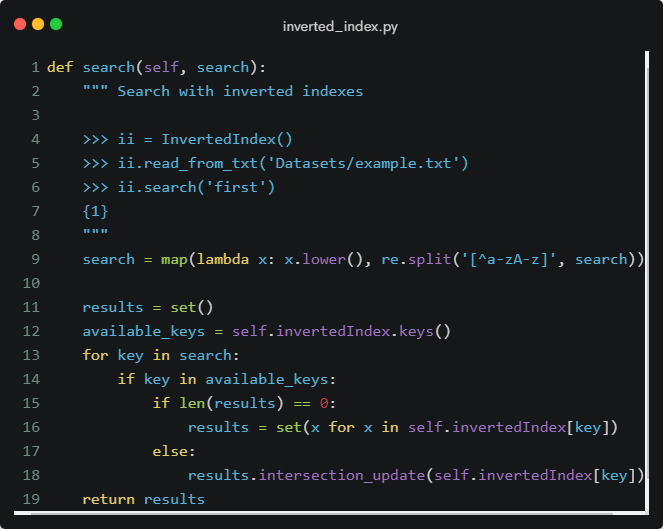 inverted_index.py
1 def search(self, search):
2     """ Search with inverted indexes
3
4     >>> ii = InvertedIndex()
5     >>> ii.read_from_txt('Datasets/example.txt')
6     >>> ii.search('first')
7     {1}
8     """
9     search = map(lambda x: x.lower(), re.split('[^a-zA-z]', search))
10
11     results = set()
12     available_keys = self.invertedIndex.keys()
13     for key in search:
14         if key in available_keys:
15             if len(results) == 0:
16                 results = set(x for x in self.invertedIndex[key])
17             else:
18                 results.intersection_update(self.invertedIndex[key])
19     return results